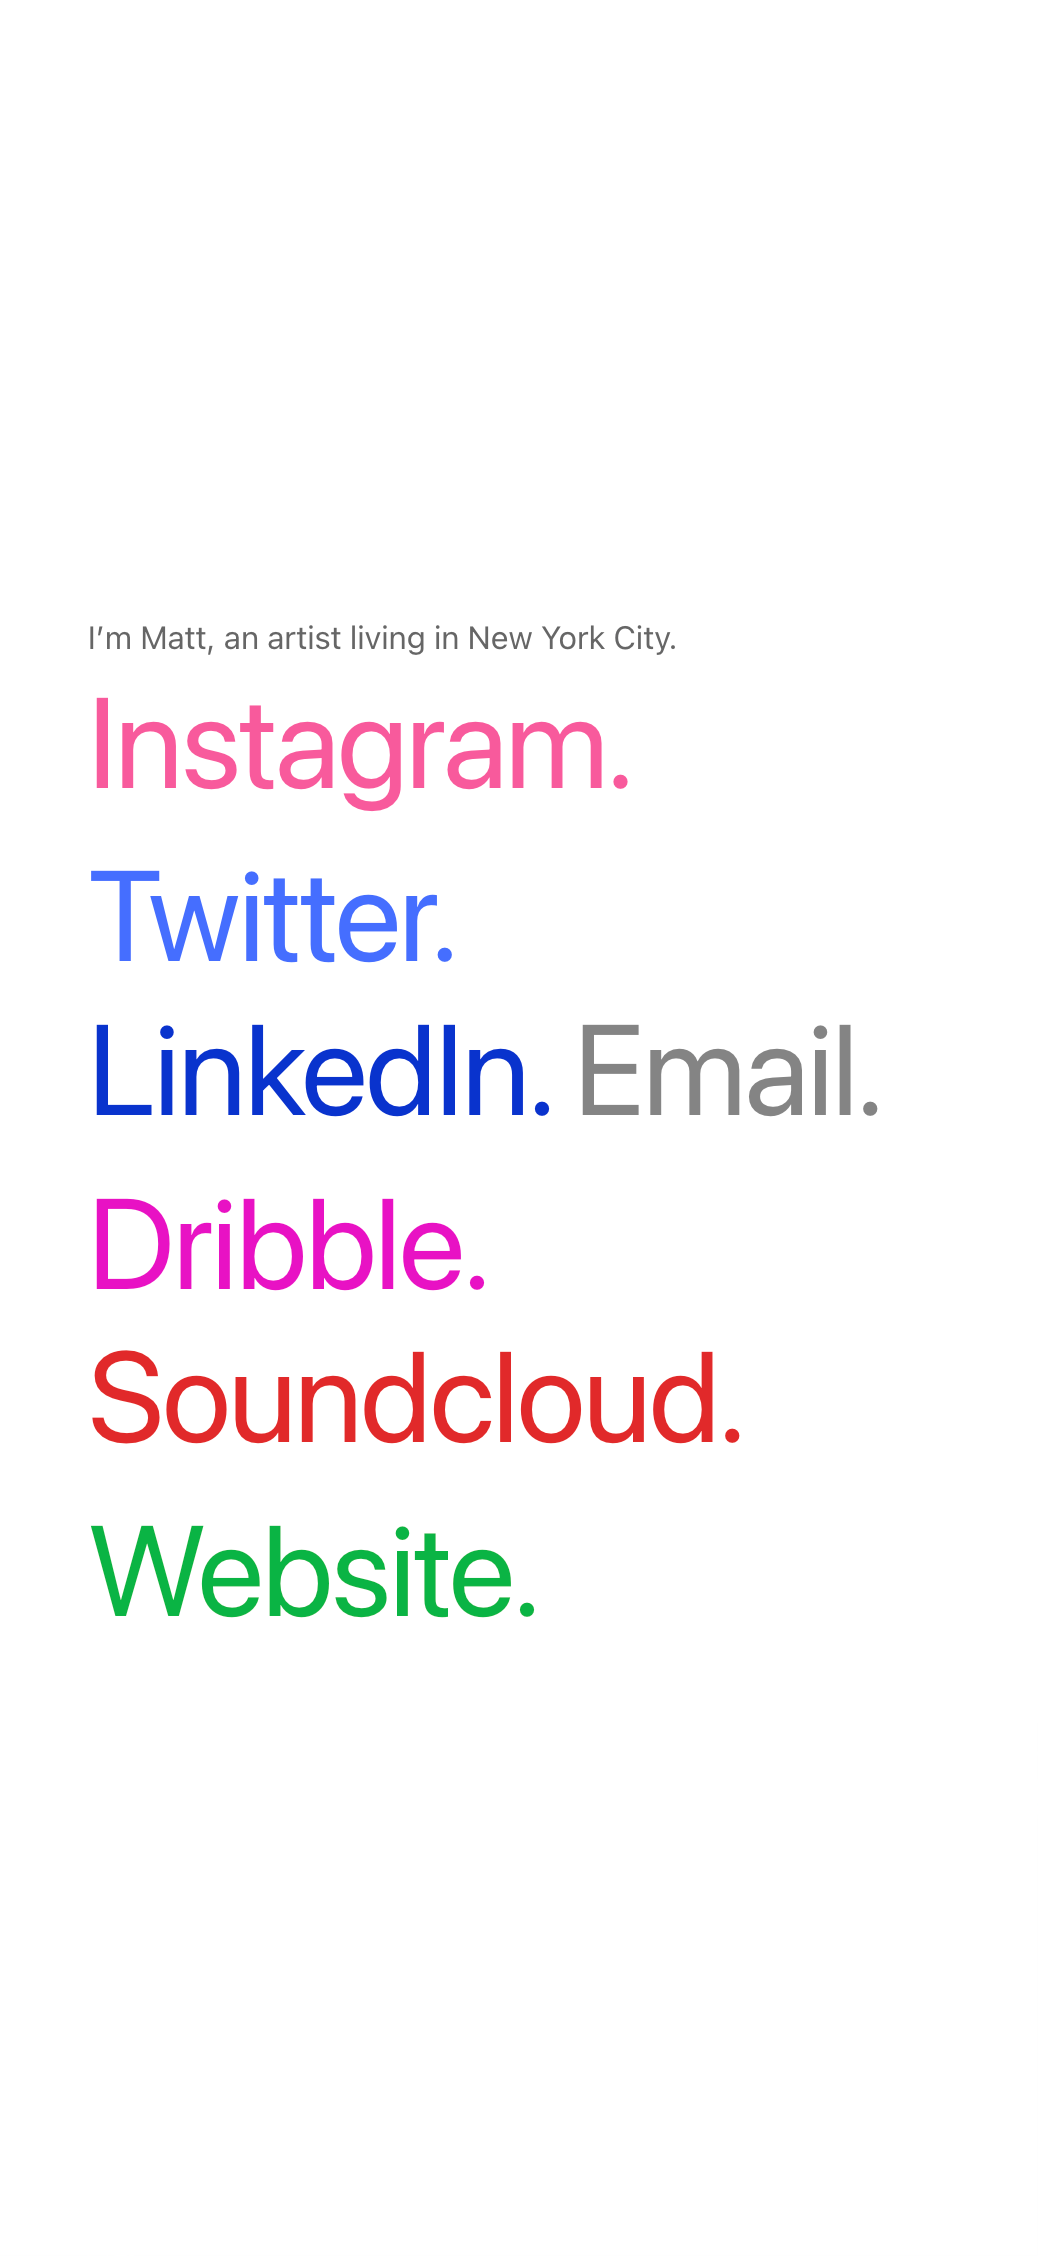 I’m Matt, an artist living in New York City.
Instagram.
Twitter.
LinkedIn. Email.
Dribble.
Soundcloud.
Website.